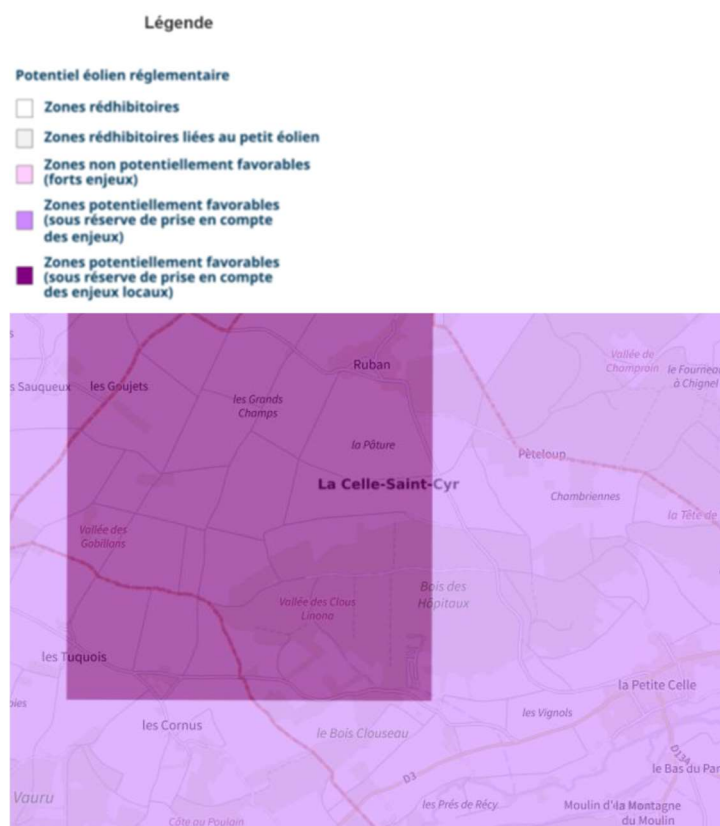 Légende
Potentiel éolien réglementaire
Zones rédhibitoires
Zones rédhibitoires liées au petit éolien
Zones non potentiellement favorables
(forts enjeux)
Zones potentiellement favorables
(sous réserve de prise en compte
des enjeux)
Zones potentiellement favorables
(sous réserve de prise en compte
des enjeux locaux)
s
Vallée de
Champrain
Ruban
le Fournea
à Chignel
s Sauqueux
les Goujets
les Grands
Champs
la Pâture
Pèteloup
La Celle-Saint-Cyr
Chambriennes
la Tête de
Vallée des
Gobillons
Bois des
Hôpitaux
Vallée des Clous
Linona
les Tuquois
la Petite Celle
oies
les Vignols
les Cornus
le Bois Clouseau
D13A
le Bas du Par
D3
Vauru
les Prés de Récy
Moulin d'la Montagne
du Moulin
Côte au Poulain